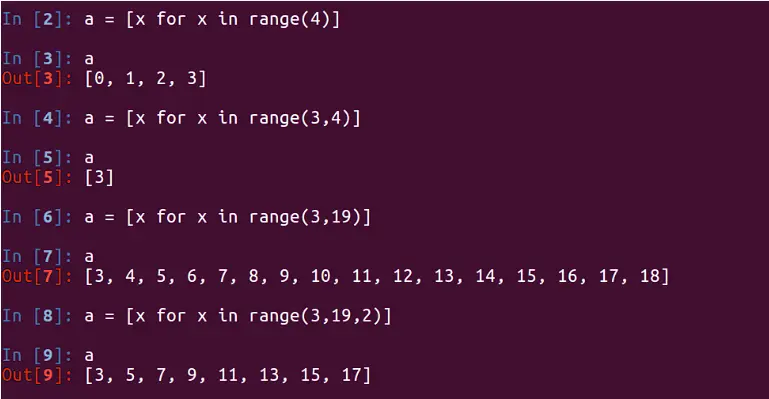 In [2]: a = [x for x in range(4)]
In [3]: a
Out[3]: [0, 1, 2, 3]
In [4]: a = [x for x in range(3,4)]
In [5]: a
Out[5]: [3]
In [6]: a = [x for x in range(3,19)]
In [7]: a
Out[7]: [3, 4, 5, 6, 7, 8, 9, 10, 11, 12, 13, 14, 15, 16, 17, 18]
In [8]: a = [x for x in range(3,19,2)]
In [9]: a
Out[9]: [3, 5, 7, 9, 11, 13, 15, 17]